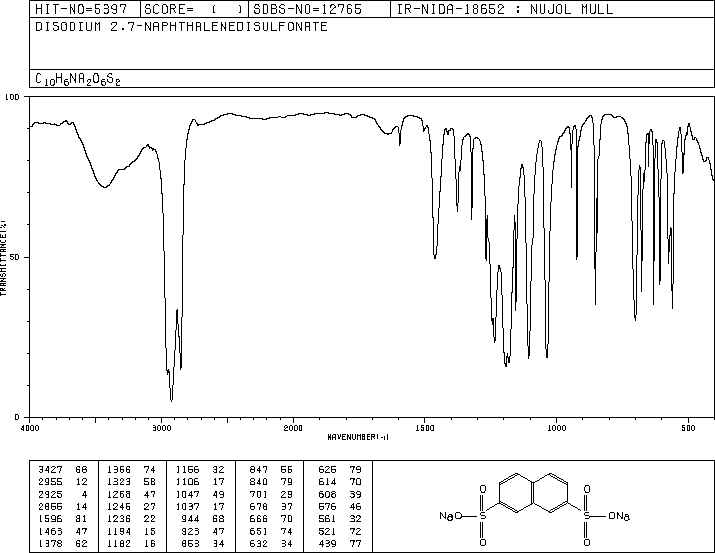 HIT-NO=5397 SCORE= ( ) SDBS-NO=12765 IR-NIDA-18652 : NUJOL MULL
DISODIUM 2.7-NAPHTHALENEDISULFONATE
C10H6NA2O6S2
100
50
0
TRANSMITTANCE(%)
4000 3000 2000 1500 1000 500
WAVENUMBER(-1)
3427 68 1366 74 1156 32 847 55 625 79
2955 12 1323 58 1106 17 840 79 614 70
2925 4 1268 47 1047 49 701 29 608 39
2855 14 1245 27 1037 17 678 37 576 46
1596 81 1236 22 944 68 666 70 561 32
1463 47 1194 15 923 47 651 74 521 72
1378 62 1182 16 853 34 632 34 439 77
O O
NaO-S S-ONa
O O